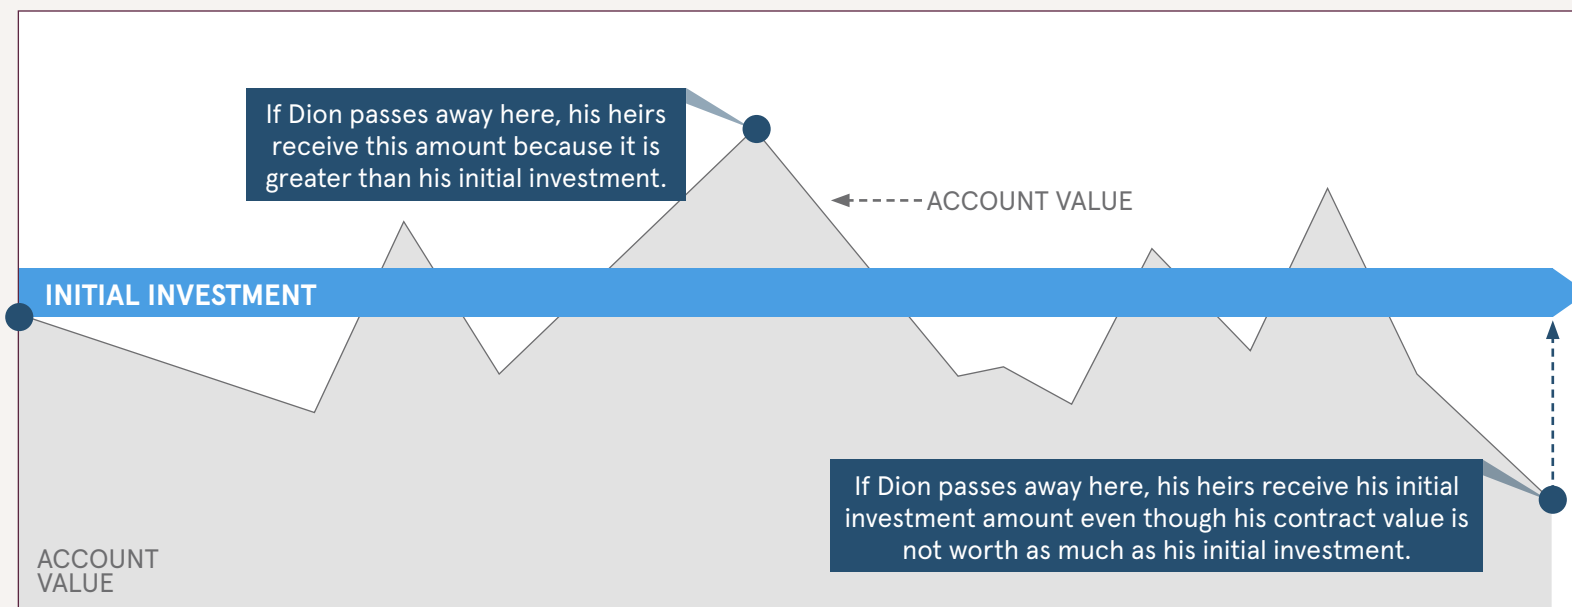 If Dion passes away here, his heirs
receive this amount because it is
greater than his initial investment.
ACCOUNT VALUE
INITIAL INVESTMENT
If Dion passes away here, his heirs receive his initial
investment amount even though his contract value is
not worth as much as his initial investment.
ACCOUNT
VALUE